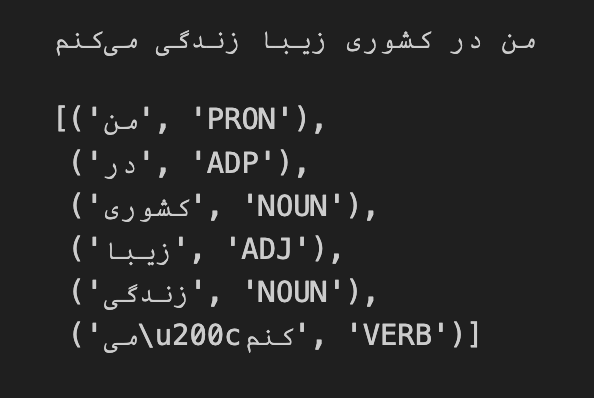 من در کشوری زیبا زندگی می‌کنم
[('من', 'PRON'),
('در', 'ADP'),
('کشوری', 'NOUN'),
('زیبا', 'ADJ'),
('زندگی', 'NOUN'),
('می\u200cکنم', 'VERB')]